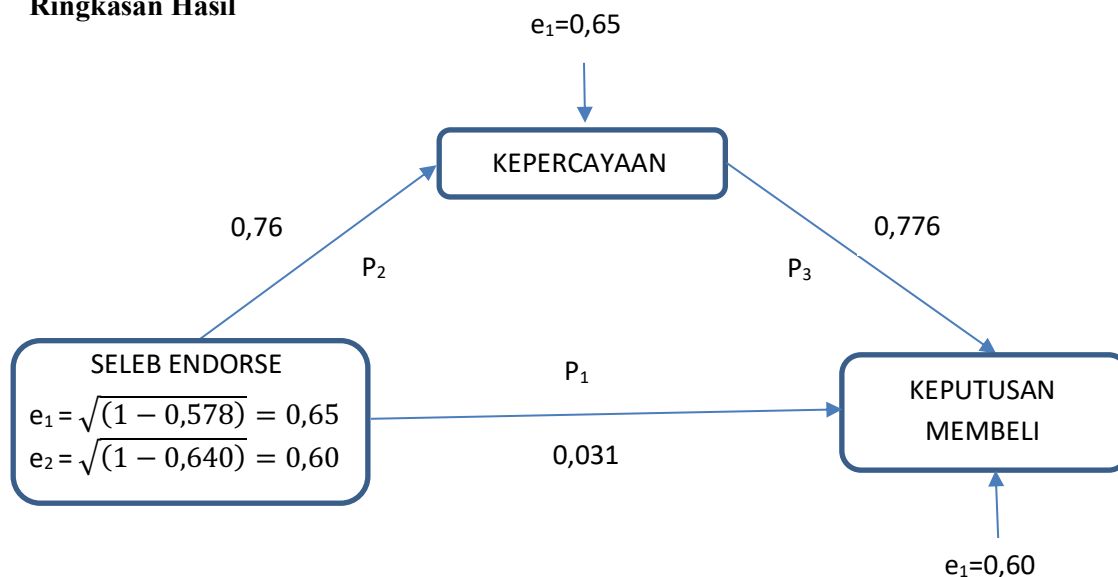 Ringkasan Hasil
e₁=0,65
KEPERCAYAAN
0,76
0,776
P₂
P₃
SELEB ENDORSE
e₁ = √(1 − 0,578) = 0,65
e₂ = √(1 − 0,640) = 0,60
P₁
0,031
KEPUTUSAN
MEMBELI
e₁=0,60